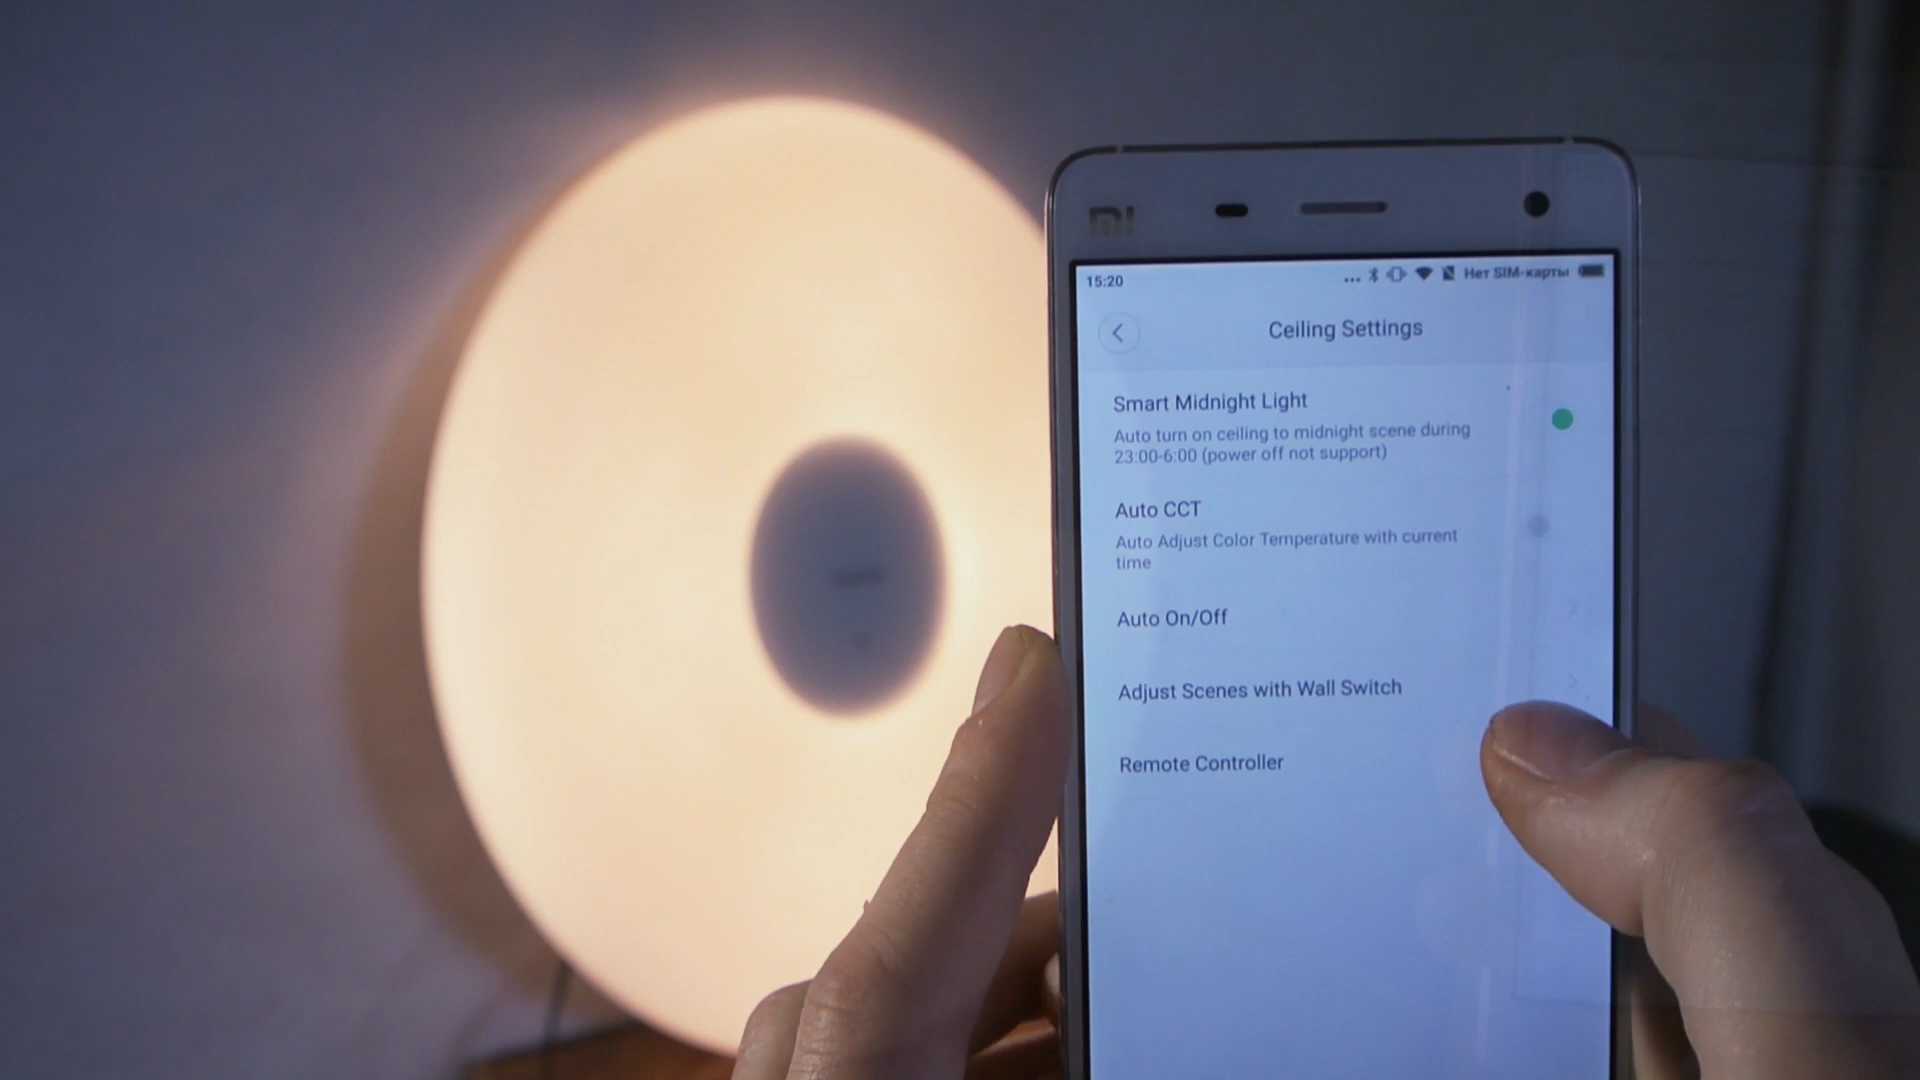 mi
15:20 ... Нет SIM-карты
Ceiling Settings
Smart Midnight Light
Auto turn on ceiling to midnight scene during
23:00-6:00 (power off not support)
Auto CCT
Auto Adjust Color Temperature with current
time
Auto On/Off
Adjust Scenes with Wall Switch
Remote Controller